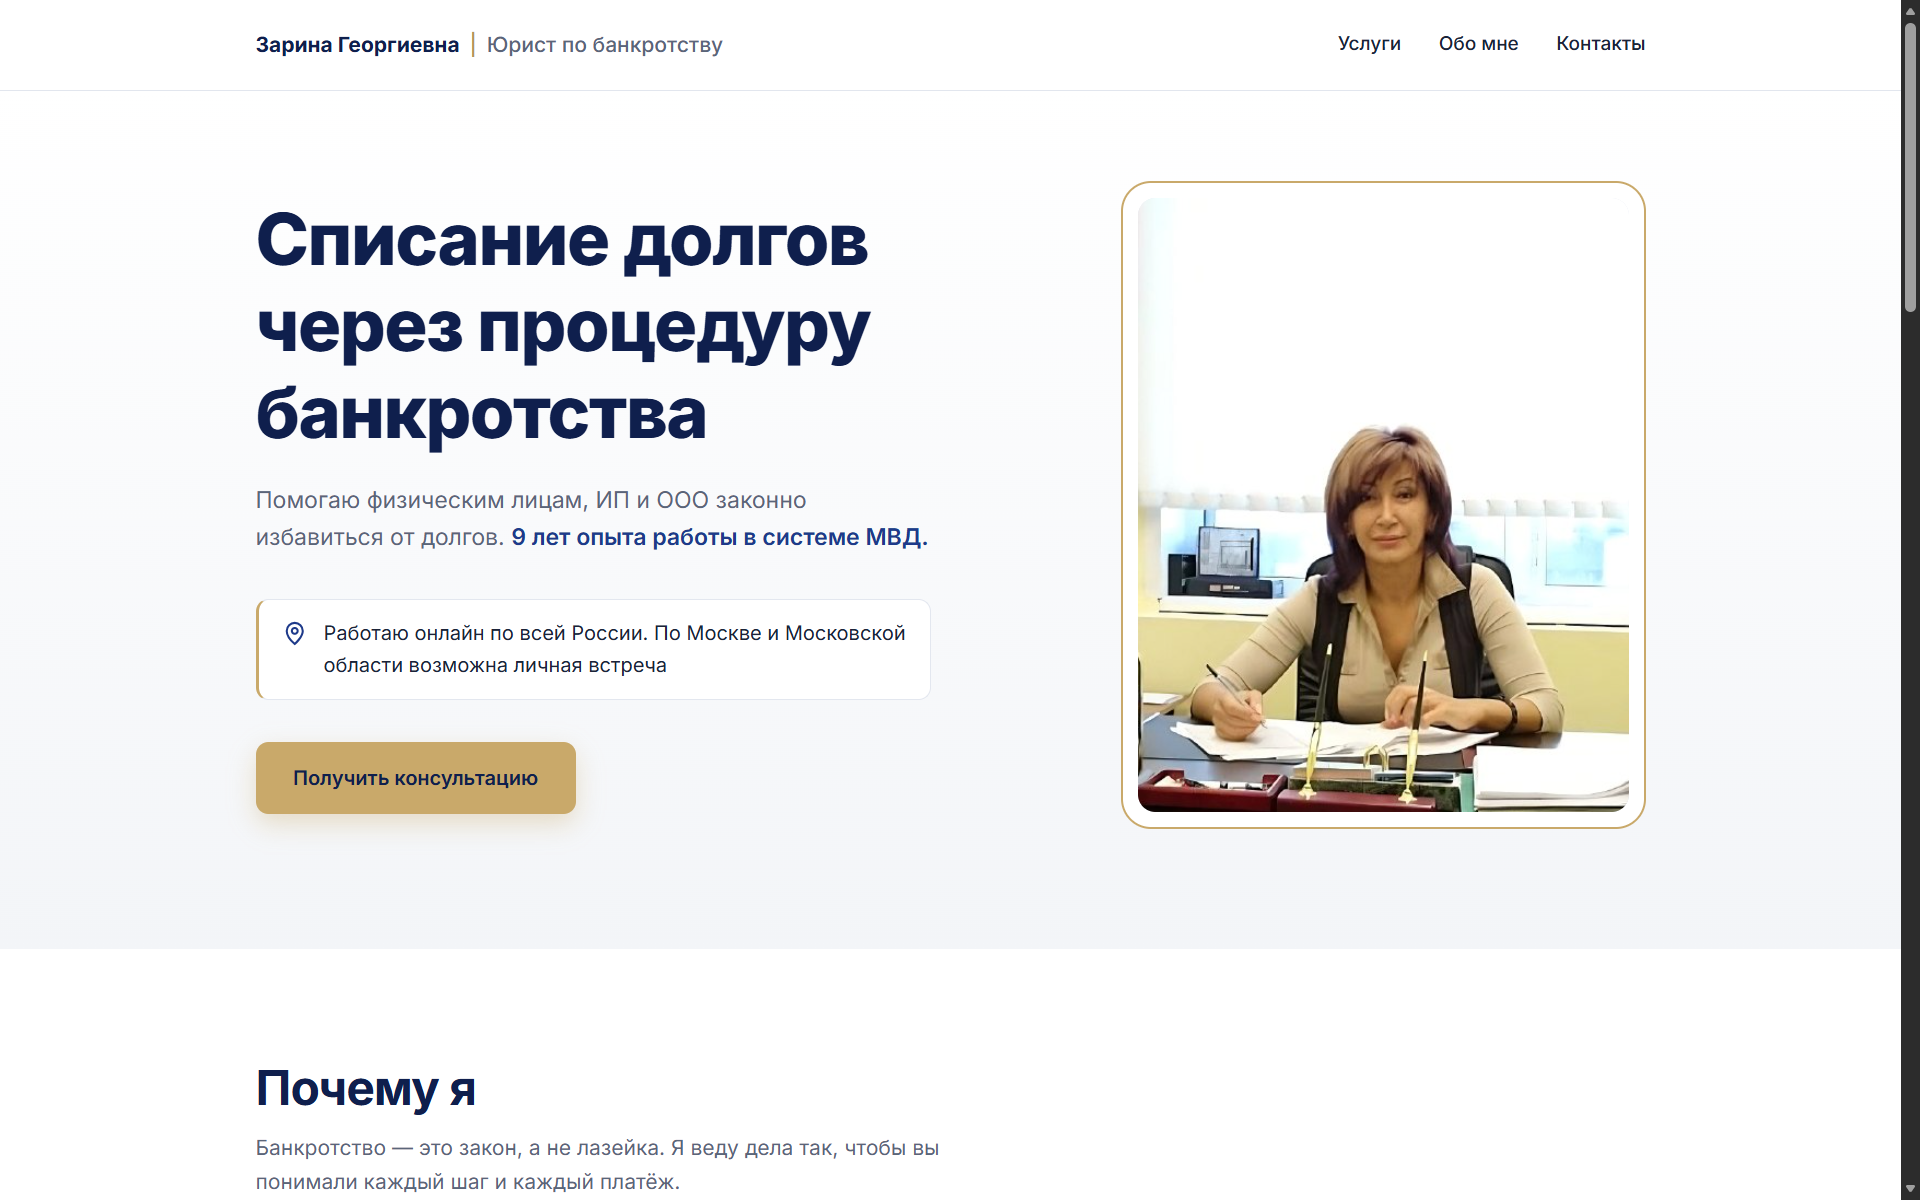 Зарина Георгиевна | Юрист по банкротству
Услуги Обо мне Контакты
Списание долгов
через процедуру
банкротства
Помогаю физическим лицам, ИП и ООО законно
избавиться от долгов. 9 лет опыта работы в системе МВД.
Работаю онлайн по всей России. По Москве и Московской
области возможна личная встреча
Получить консультацию
Почему я
Банкротство — это закон, а не лазейка. Я веду дела так, чтобы вы
понимали каждый шаг и каждый платёж.